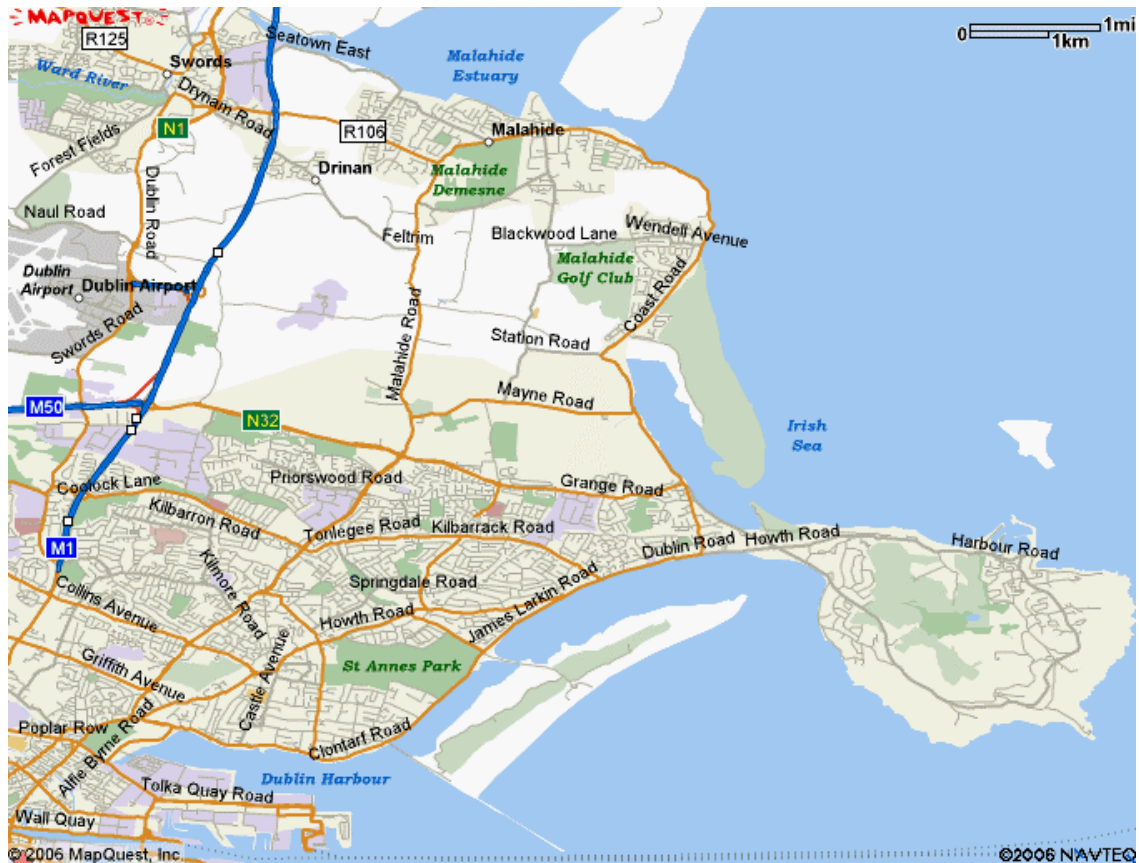 MAPQUEST
0
1mi
1km
R125
Seatown East
Swords
Malahide
Estuary
Ward River
Drynam Road
N1
R106
Malahide
Forest Fields
Drinan
Malahide
Demesne
Naul Road
Dublin Road
Feltrim
Blackwood Lane
Wendell Avenue
Malahide
Golf Club
Dublin
Airport
Dublin Airport
Coast Road
Swords Road
Malahide Road
Station Road
Mayne Road
M50
N32
Irish
Sea
Coolock Lane
Priorswood Road
Grange Road
Kilbarron Road
Tonlegee Road
Kilbarrack Road
M1
Dublin Road
Howth Road
Harbour Road
Kilmore Road
Springdale Road
Collins Avenue
Howth Road
James Larkin Road
Griffith Avenue
Castle Avenue
St Annes Park
Poplar Row
Alfie Byrne Road
Clontarf Road
Dublin Harbour
Tolka Quay Road
Wall Quay
© 2006 MapQuest, Inc.
©2006 NAVTEQ